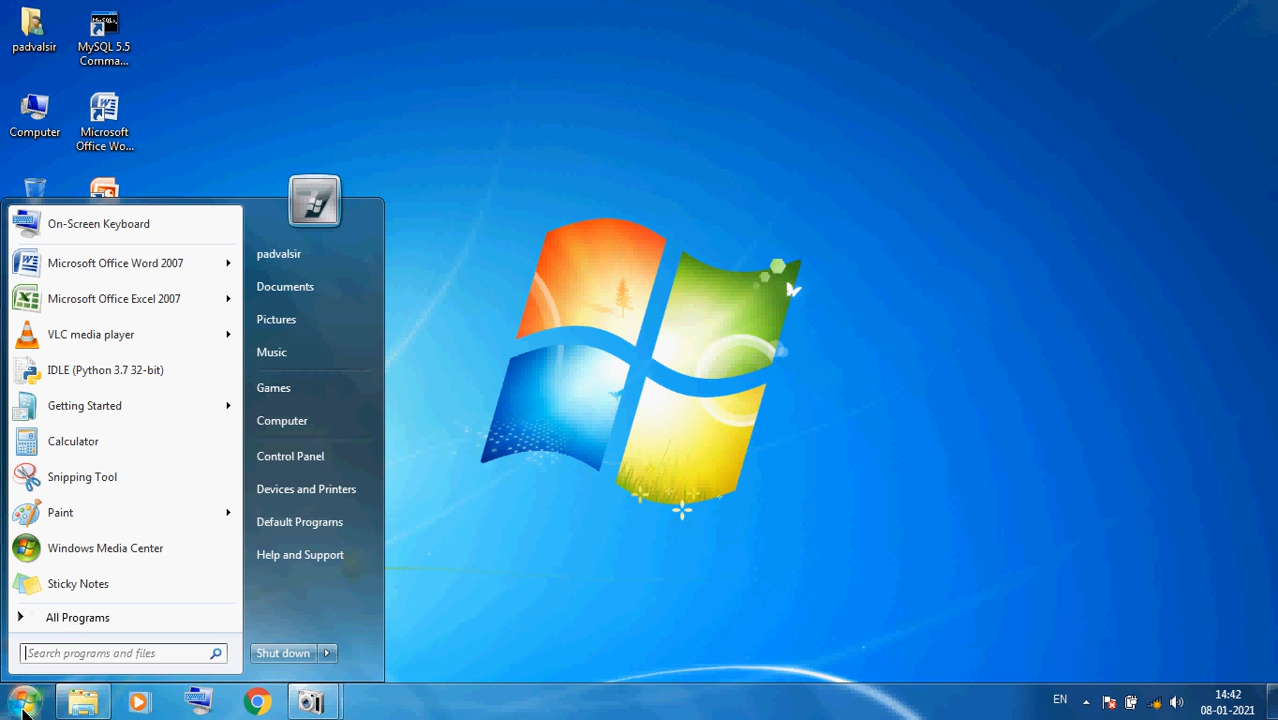 padvalsir
MySQL 5.5
Comma...
Computer
Microsoft
Office Wo...
On-Screen Keyboard
Microsoft Office Word 2007
Microsoft Office Excel 2007
VLC media player
IDLE (Python 3.7 32-bit)
Getting Started
Calculator
Snipping Tool
Paint
Windows Media Center
Sticky Notes
All Programs
Search programs and files
padvalsir
Documents
Pictures
Music
Games
Computer
Control Panel
Devices and Printers
Default Programs
Help and Support
Shut down
EN
14:42
08-01-2021